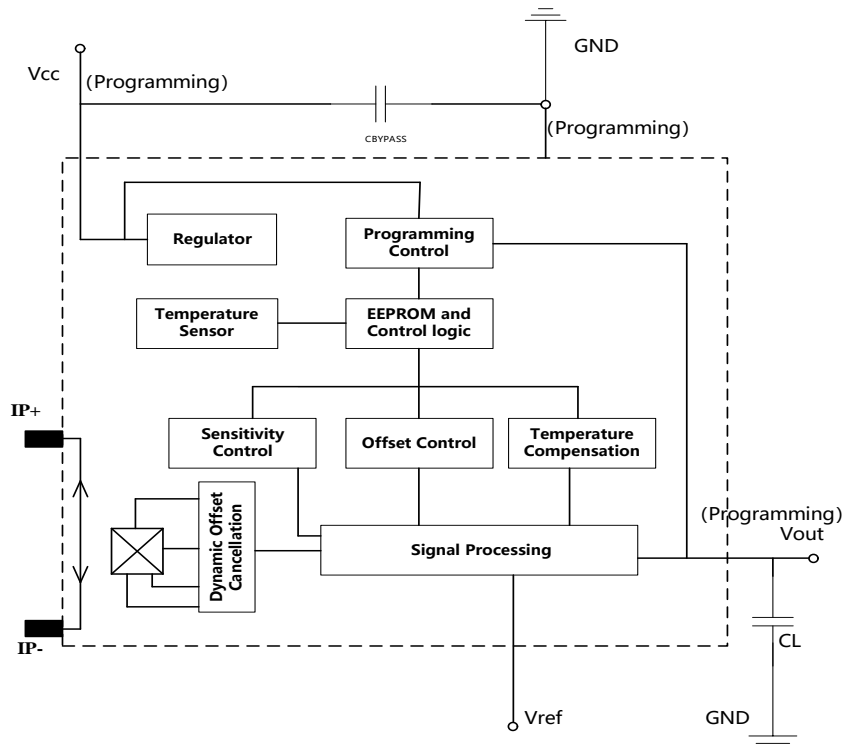 GND
Vcc
(Programming)
CBYPASS
(Programming)
Regulator
Programming
Control
Temperature
Sensor
EEPROM and
Control logic
IP+
Sensitivity
Control
Offset Control
Temperature
Compensation
Dynamic Offset
Cancellation
Signal Processing
(Programming)
Vout
IP-
CL
Vref
GND